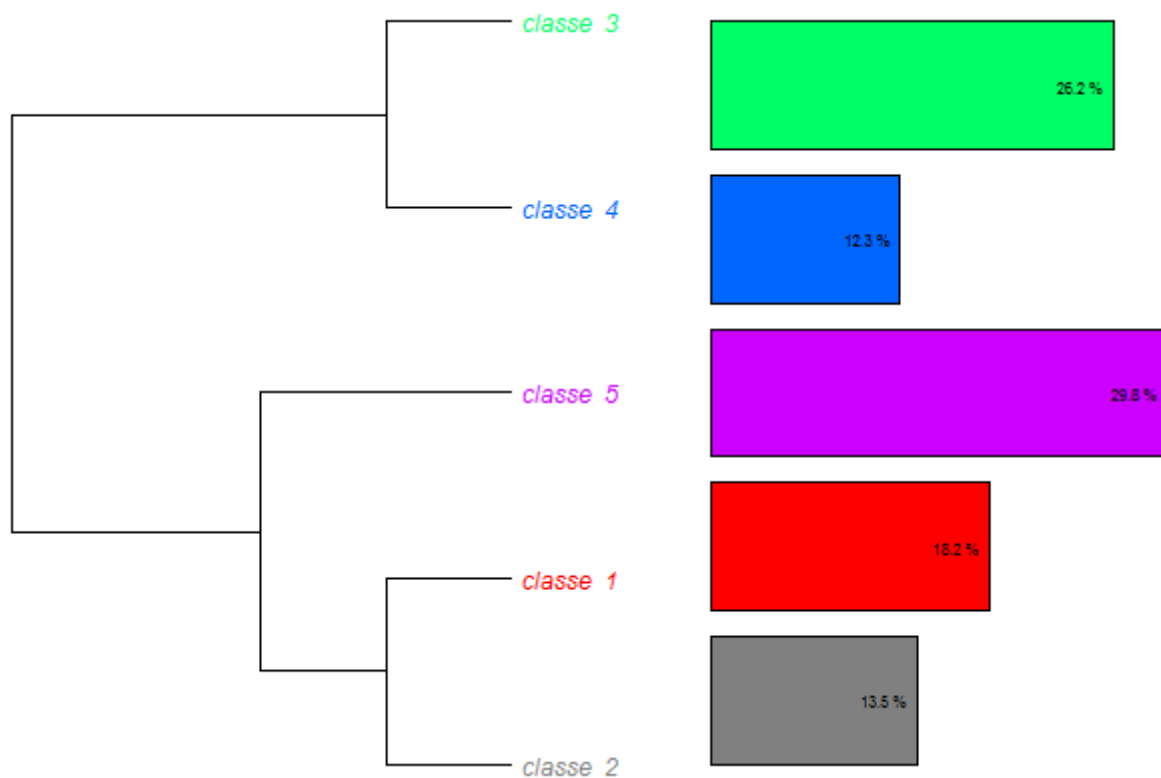 classe 3
26.2 %
classe 4
12.3 %
classe 5
29.8 %
classe 1
18.2 %
classe 2
13.5 %